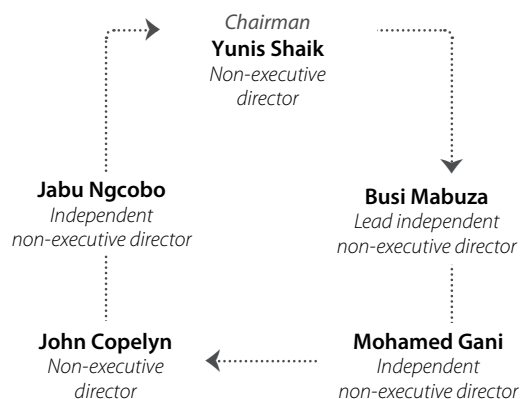 Chairman
Yunis Shaik
Non-executive
director
Jabu Ngcobo
Independent
non-executive director
Busi Mabuza
Lead independent
non-executive director
John Copelyn
Non-executive
director
Mohamed Gani
Independent
non-executive director